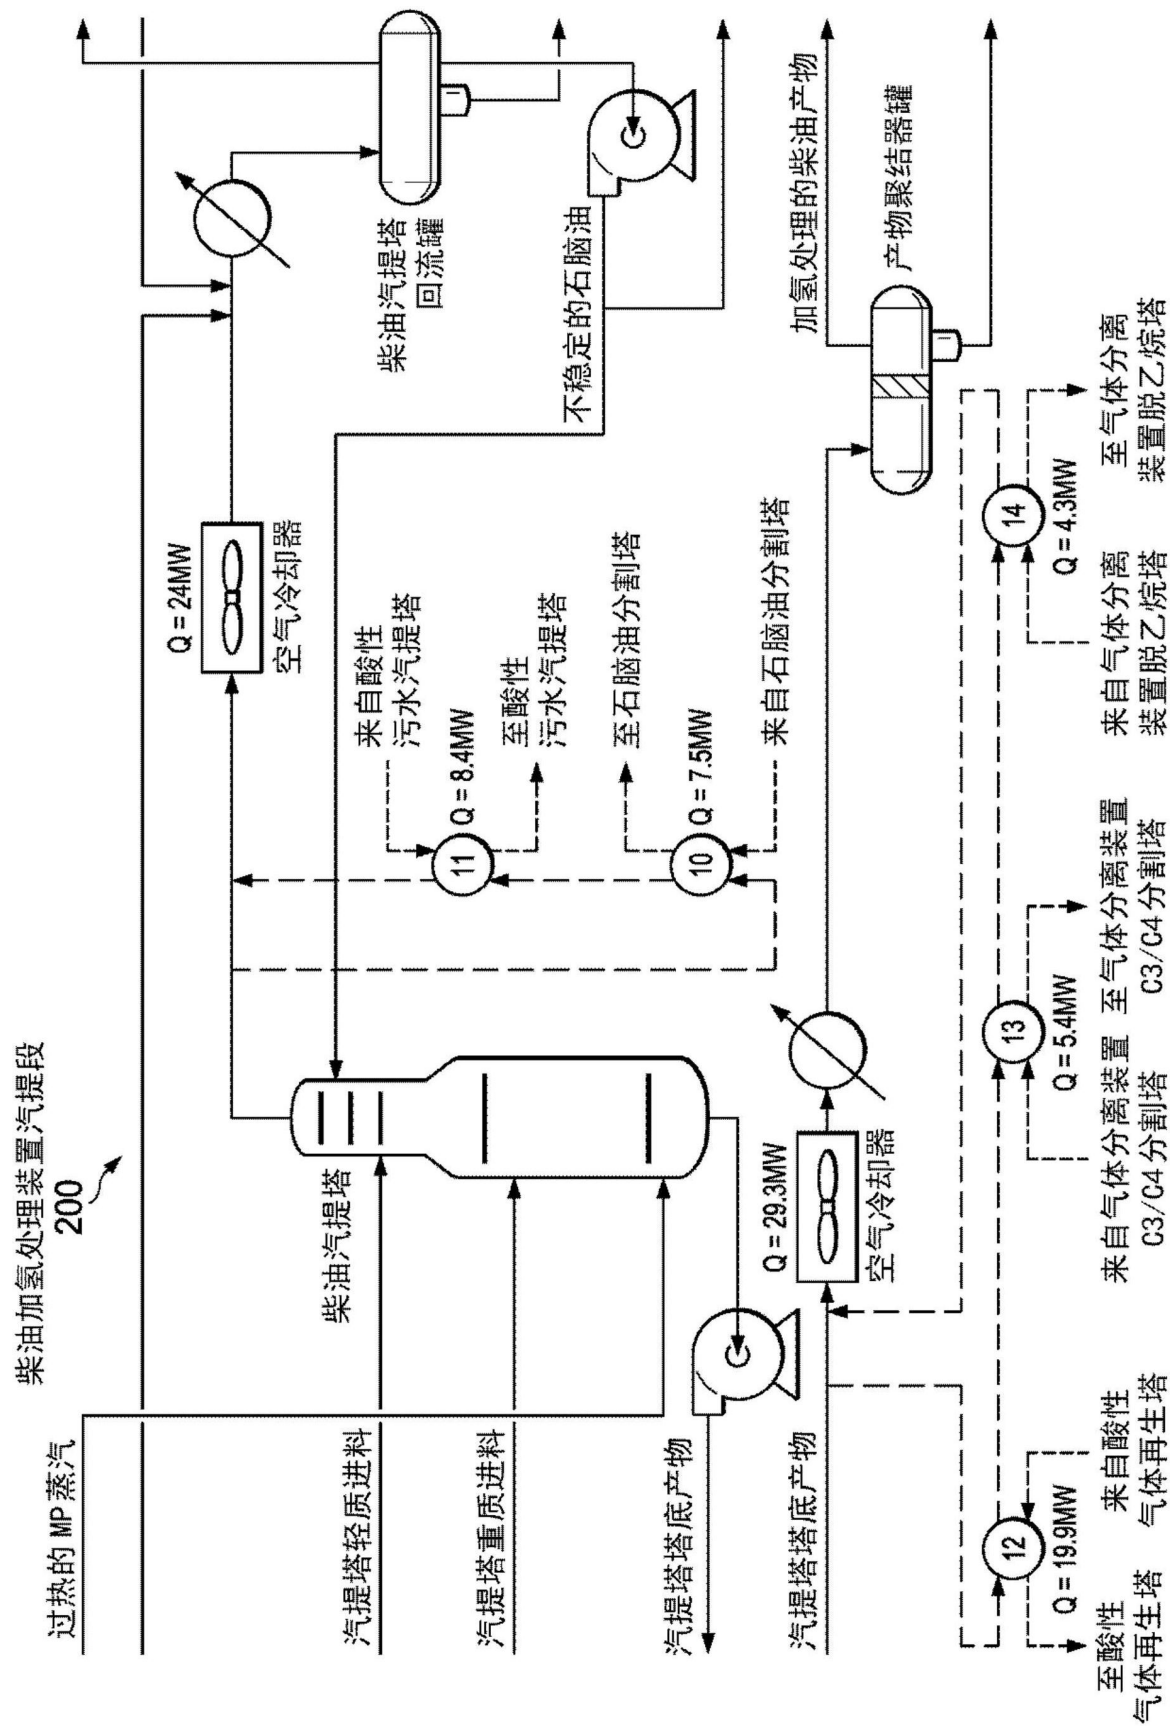 柴油加氢处理装置汽提段
200
过热的MP蒸汽
Q = 24MW
空气冷却器
柴油汽提塔
回流罐
柴油汽提塔
汽提塔轻质进料
来自酸性
污水汽提塔
11
Q = 8.4MW
至酸性
污水汽提塔
汽提塔重质进料
不稳定的石脑油
至石脑油分割塔
10
Q = 7.5MW
来自石脑油分割塔
汽提塔塔底产物
汽提塔塔底产物
Q = 29.3MW
空气冷却器
加氢处理的柴油产物
产物聚结器罐
12
Q = 19.9MW
至酸性
气体再生塔
来自酸性
气体再生塔
13
Q = 5.4MW
来自气体分离装置
C3/C4分割塔
至气体分离装置
C3/C4分割塔
14
Q = 4.3MW
来自气体分离
装置脱乙烷塔
至气体分离
装置脱乙烷塔